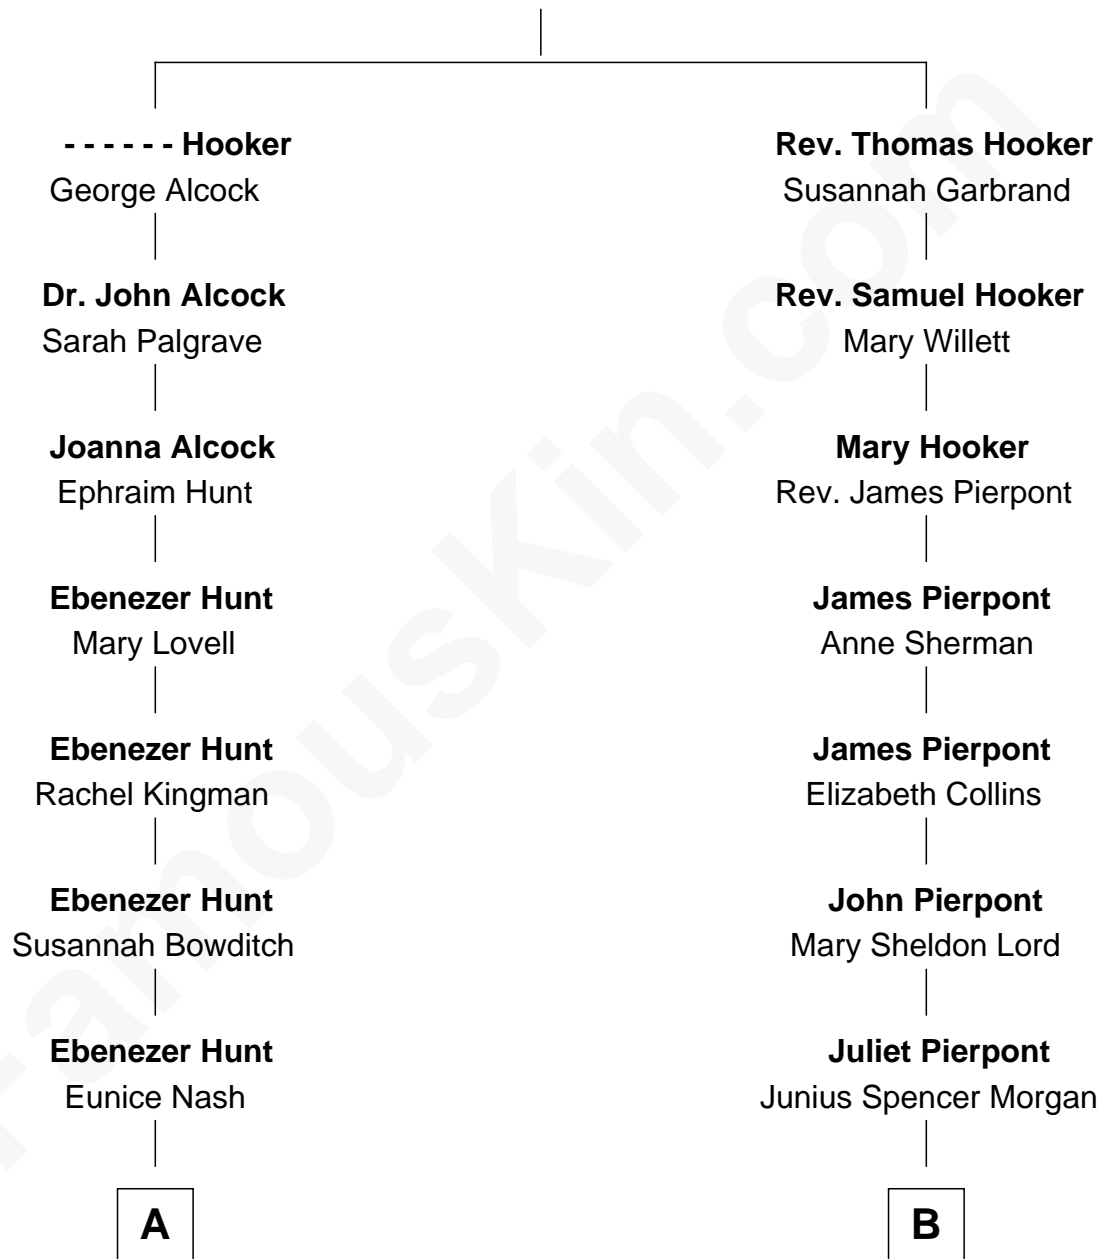 - - - - - - Hooker
George Alcock
Dr. John Alcock
Sarah Palgrave
Joanna Alcock
Ephraim Hunt
Ebenezer Hunt
Mary Lovell
Ebenezer Hunt
Rachel Kingman
Ebenezer Hunt
Susannah Bowditch
Ebenezer Hunt
Eunice Nash
A
Rev. Thomas Hooker
Susannah Garbrand
Rev. Samuel Hooker
Mary Willett
Mary Hooker
Rev. James Pierpont
James Pierpont
Anne Sherman
James Pierpont
Elizabeth Collins
John Pierpont
Mary Sheldon Lord
Juliet Pierpont
Junius Spencer Morgan
B
FamousKin.com